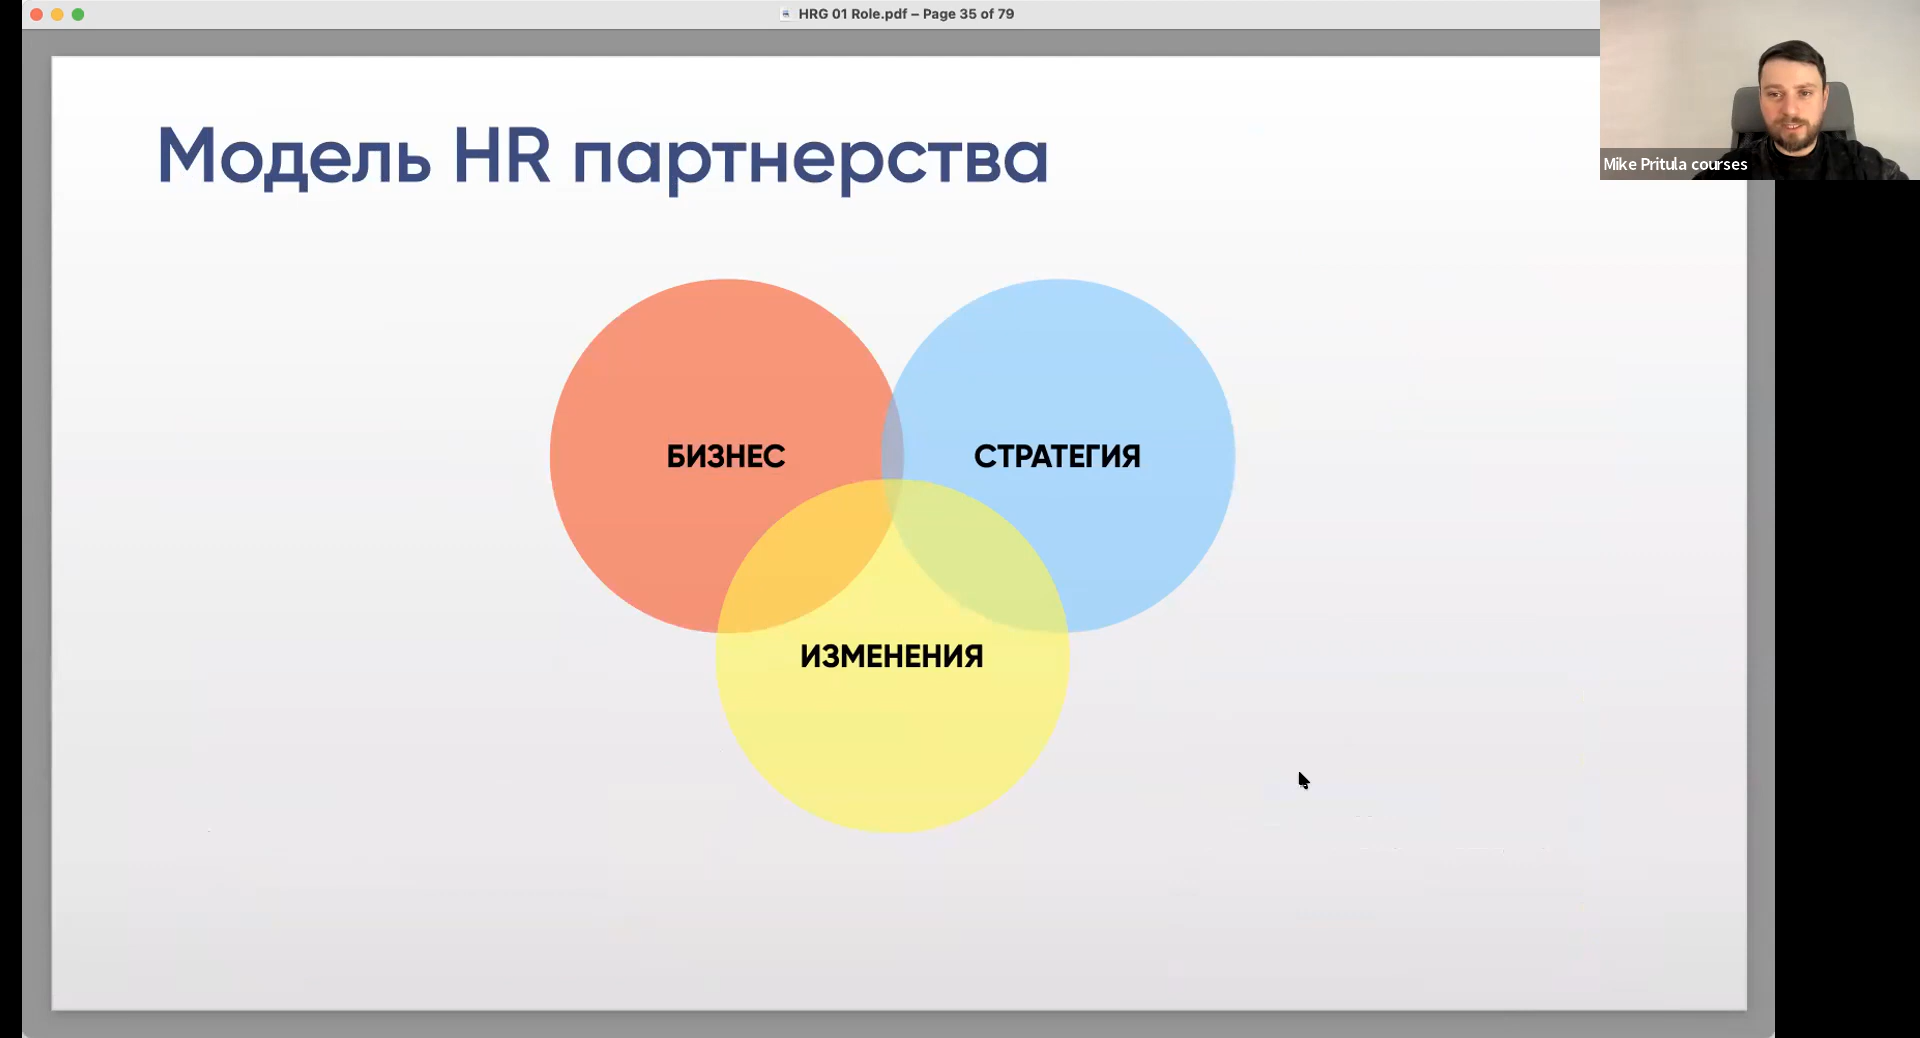 HRG 01 Role.pdf – Page 35 of 79
Mike Pritula courses
Модель HR партнерства
БИЗНЕС
СТРАТЕГИЯ
ИЗМЕНЕНИЯ